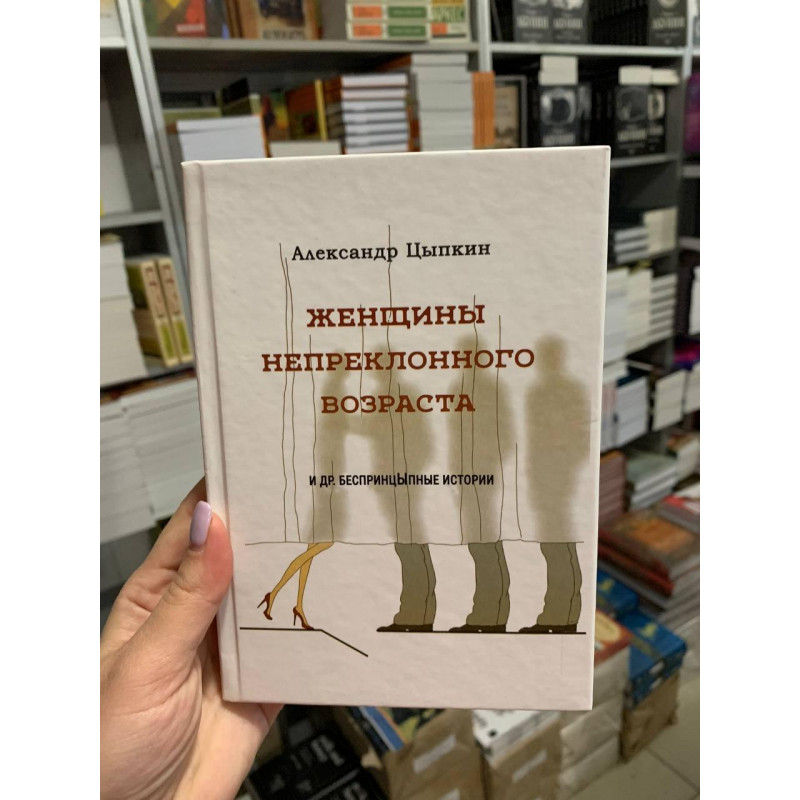 Александр Цыпкин
ЖЕНЩИНЫ
НЕПРЕКЛОННОГО
ВОЗРАСТА
И ДР. БЕСПРИНЦЫПНЫЕ ИСТОРИИ